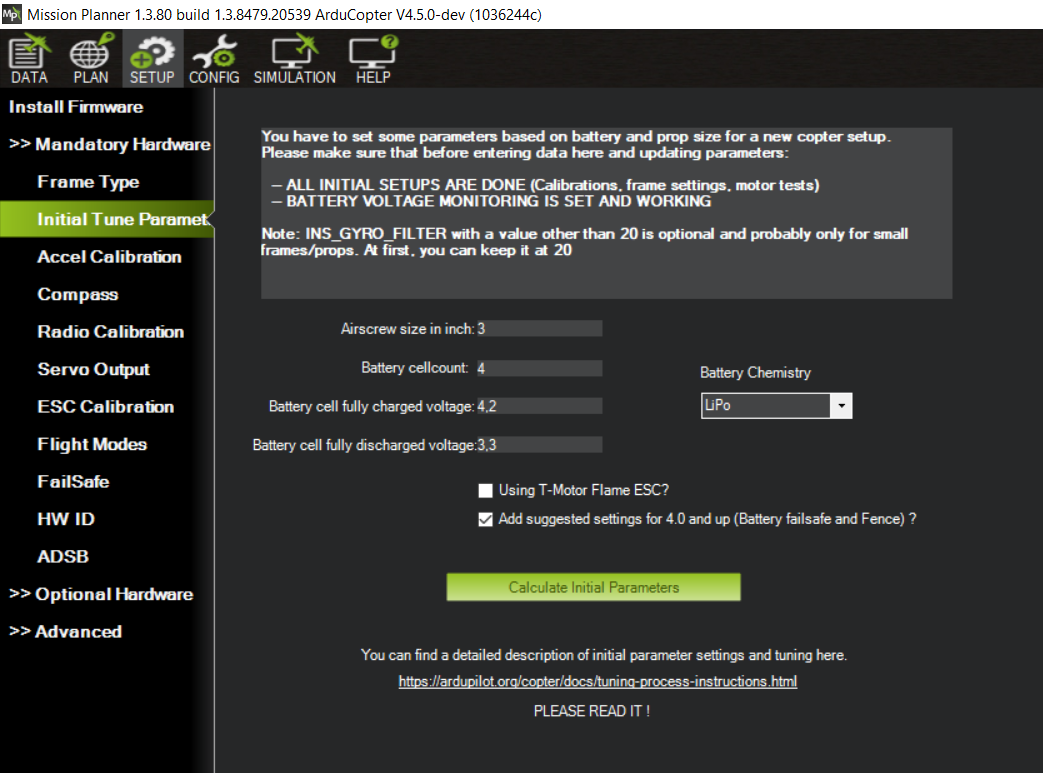 Mp
Mission Planner 1.3.80 build 1.3.8479.20539 ArduCopter V4.5.0-dev (1036244c)
DATA
PLAN
SETUP
CONFIG
SIMULATION
?
HELP
Install Firmware
>> Mandatory Hardware
Frame Type
Initial Tune Paramet
Accel Calibration
Compass
Radio Calibration
Servo Output
ESC Calibration
Flight Modes
FailSafe
HW ID
ADSB
>> Optional Hardware
>> Advanced
You have to set some parameters based on battery and prop size for a new copter setup.
Please make sure that before entering data here and updating parameters:
– ALL INITIAL SETUPS ARE DONE (Calibrations, frame settings, motor tests)
– BATTERY VOLTAGE MONITORING IS SET AND WORKING
Note: INS_GYRO_FILTER with a value other than 20 is optional and probably only for small
frames/props. At first, you can keep it at 20
Airscrew size in inch: 3
Battery cellcount: 4
Battery cell fully charged voltage: 4,2
Battery cell fully discharged voltage: 3,3
Battery Chemistry
LiPo
Using T-Motor Flame ESC?
Add suggested settings for 4.0 and up (Battery failsafe and Fence) ?
Calculate Initial Parameters
You can find a detailed description of initial parameter settings and tuning here.
https://ardupilot.org/copter/docs/tuning-process-instructions.html
PLEASE READ IT !